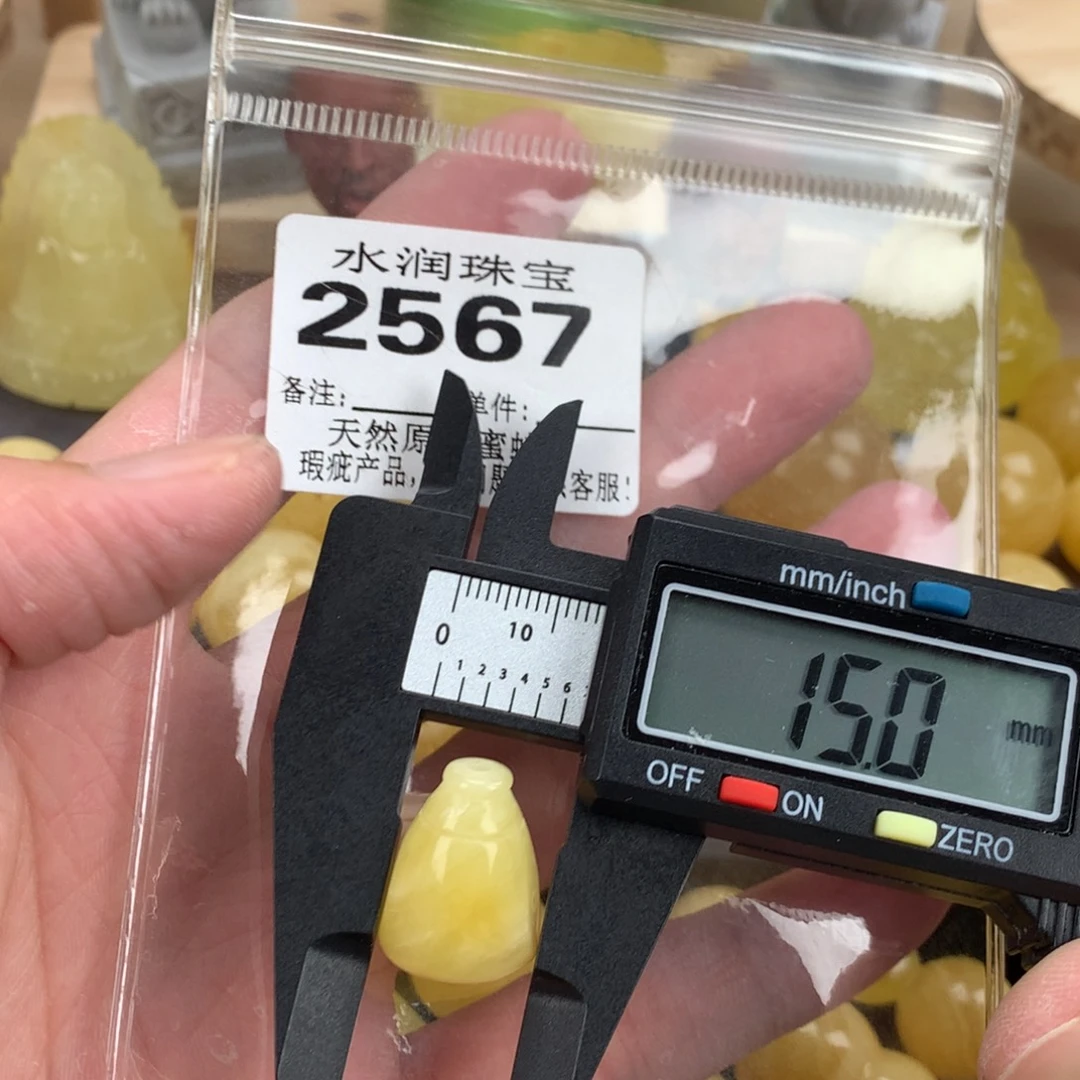 水润珠宝
2567
备注: 单件:
天然原 蜜蜡
瑕疵产品, 客服!
mm/inch
0 10
1 2 3 4 5 6
15.0 mm
OFF ON ZERO